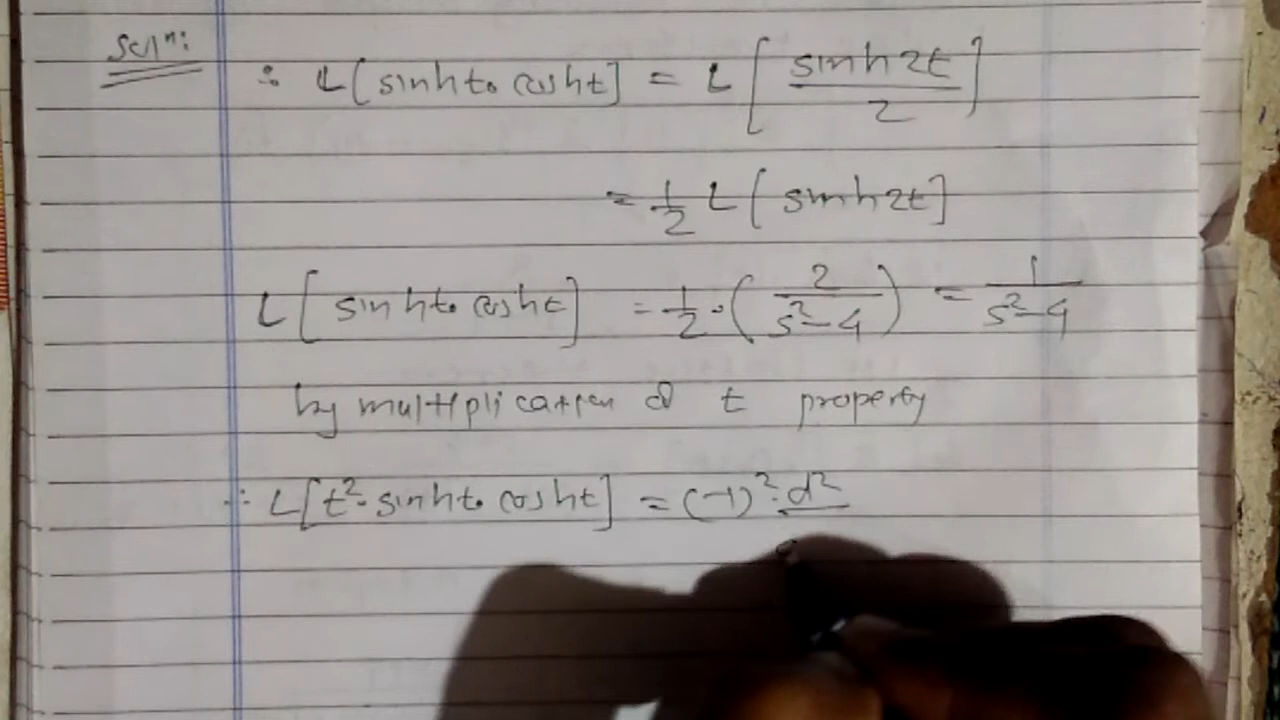 Solⁿ:
∴ L[sinht. cosht] = L[sinh2t/2]
= 1/2 L[sinh2t]
L[sinht. cosht] = 1/2 . (2/(s²-4)) = 1/(s²-4)
by multiplication of t property
∴ L[t². sinht. cosht] = (-1)². d²